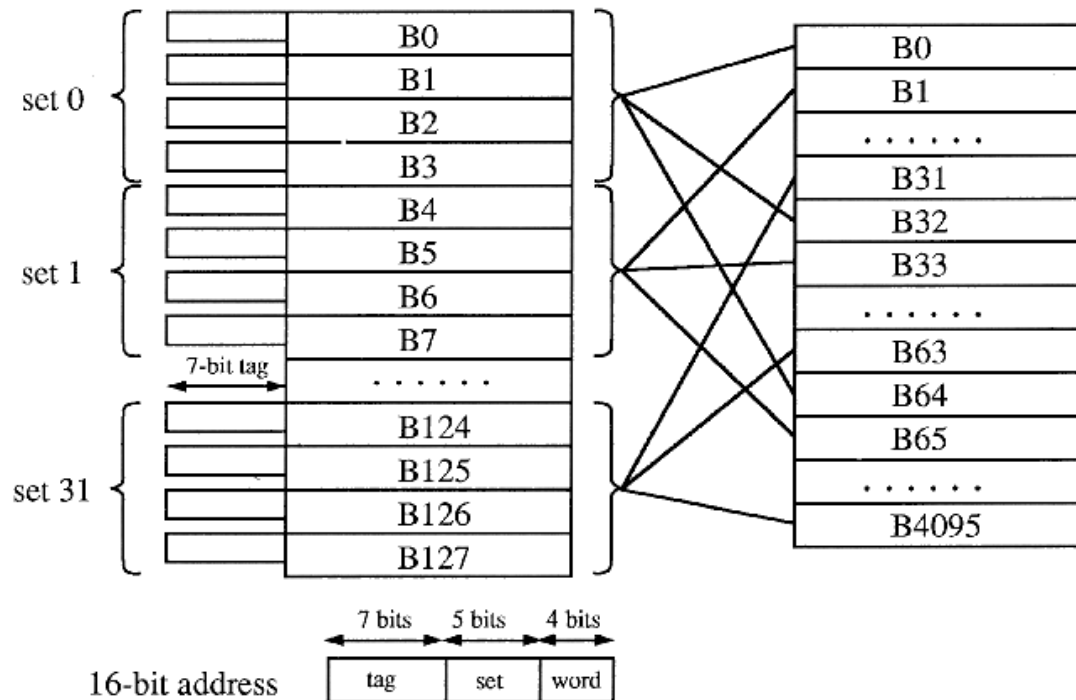 set 0
B0
B1
B2
B3
set 1
B4
B5
B6
B7
7-bit tag
. . . . . .
set 31
B124
B125
B126
B127
B0
B1
. . . . . .
B31
B32
B33
. . . . . .
B63
B64
B65
. . . . . .
B4095
7 bits 5 bits 4 bits
16-bit address tag set word